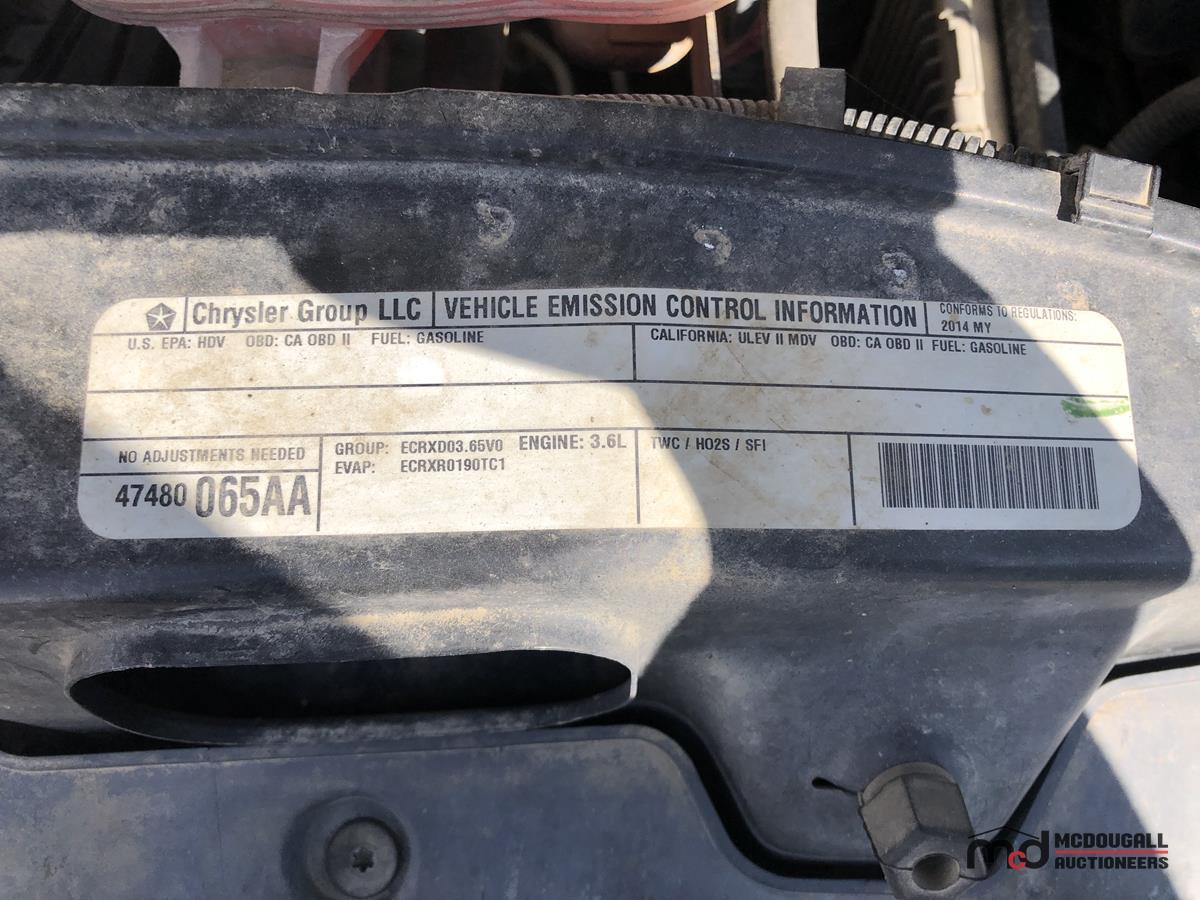 Chrysler Group LLC VEHICLE EMISSION CONTROL INFORMATION CONFORMS TO REGULATIONS:
2014 MY
U.S. EPA: HDV OBD: CA OBD II FUEL: GASOLINE CALIFORNIA: ULEV II MDV OBD: CA OBD II FUEL: GASOLINE
NO ADJUSTMENTS NEEDED GROUP: ECRXD03.65V0 ENGINE: 3.6L TWC / HO2S / SFI
EVAP: ECRXR0190TC1
47480 065AA
mcd MCDOUGALL
AUCTIONEERS